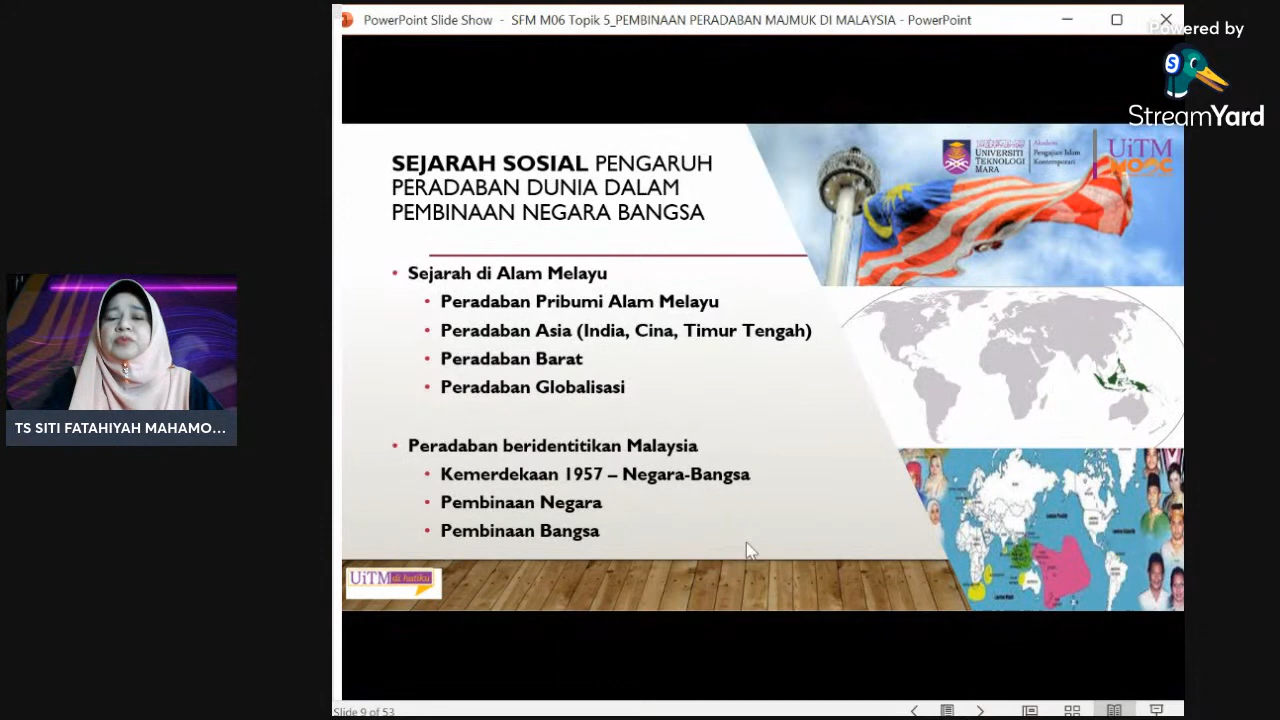 PowerPoint Slide Show - SFM M06 Topik 5_PEMBINAAN PERADABAN MAJMUK DI MALAYSIA - PowerPoint
Powered by
StreamYard
SEJARAH SOSIAL PENGARUH
PERADABAN DUNIA DALAM
PEMBINAAN NEGARA BANGSA
UNIVERSITI
TEKNOLOGI
MARA
Akademi
Pengajian Islam
Kontemporari
UiTM
MOOC
• Sejarah di Alam Melayu
• Peradaban Pribumi Alam Melayu
• Peradaban Asia (India, Cina, Timur Tengah)
• Peradaban Barat
• Peradaban Globalisasi
• Peradaban beridentitikan Malaysia
• Kemerdekaan 1957 – Negara-Bangsa
• Pembinaan Negara
• Pembinaan Bangsa
UiTM di hatiku
TS SITI FATAHIYAH MAHAMO...
Slide 9 of 53